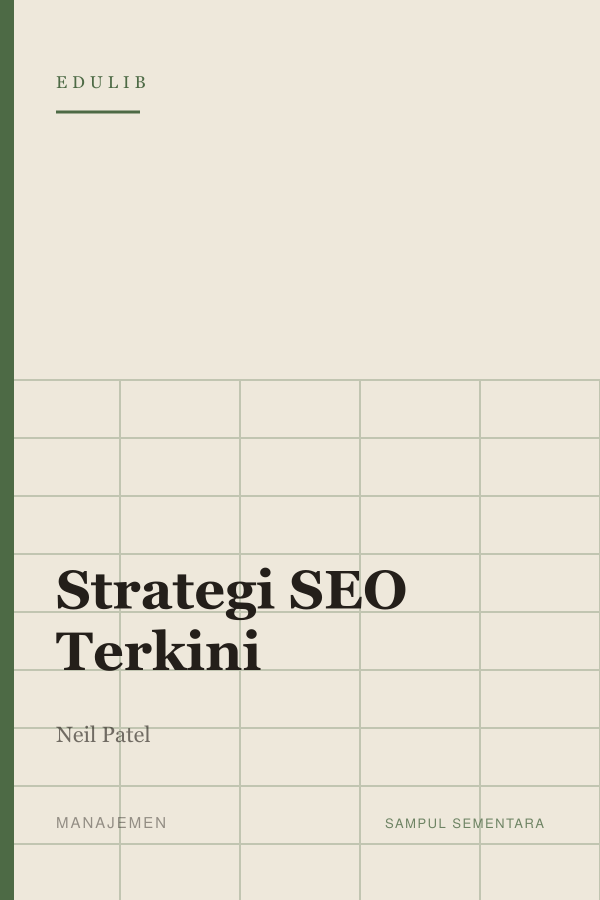 EDULIB
Strategi SEO
Terkini
Neil Patel
MANAJEMEN
SAMPUL SEMENTARA